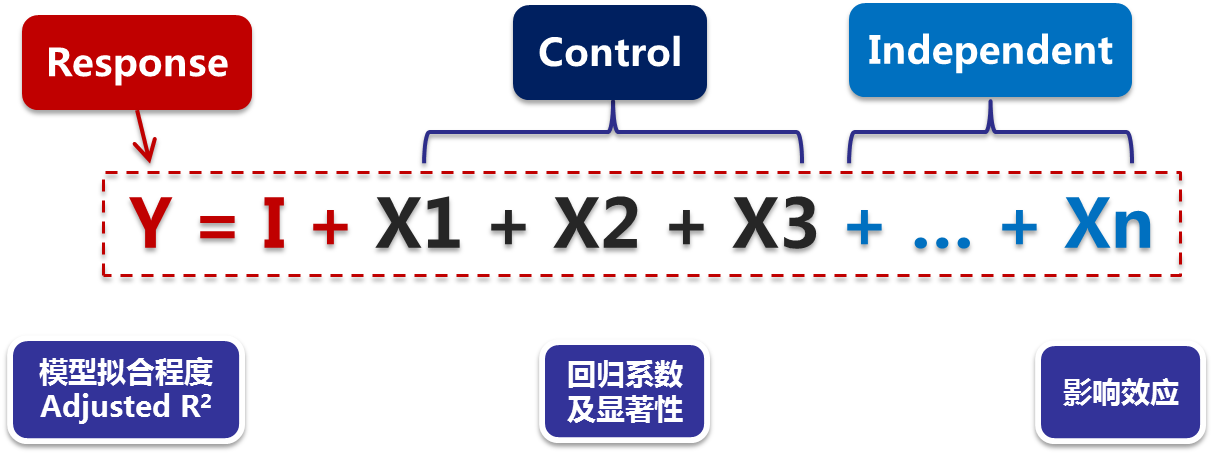 Response
Control
Independent
Y = I + X1 + X2 + X3 + ... + Xn
模型拟合程度
Adjusted R²
回归系数
及显著性
影响效应